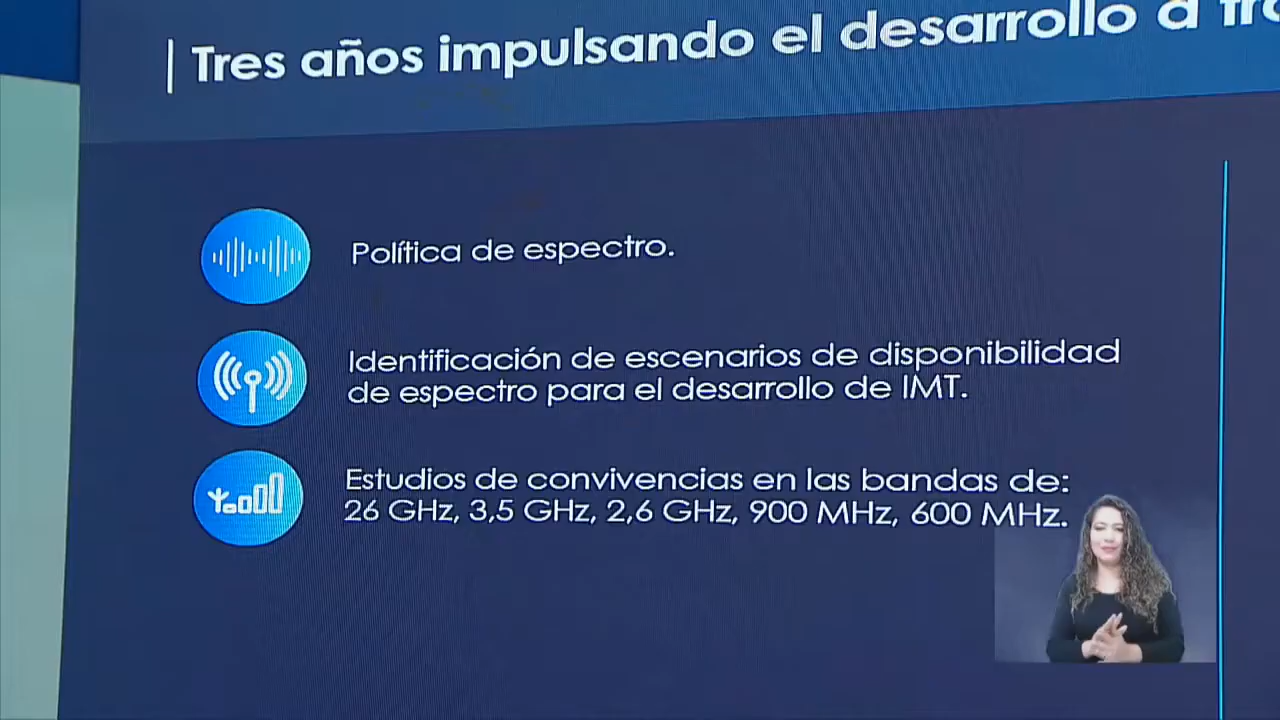 Tres años impulsando el desarrollo a
Política de espectro.
Identificación de escenarios de disponibilidad
de espectro para el desarrollo de IMT.
Estudios de convivencias en las bandas de:
26 GHz, 3,5 GHz, 2,6 GHz, 900 MHz, 600 MHz.